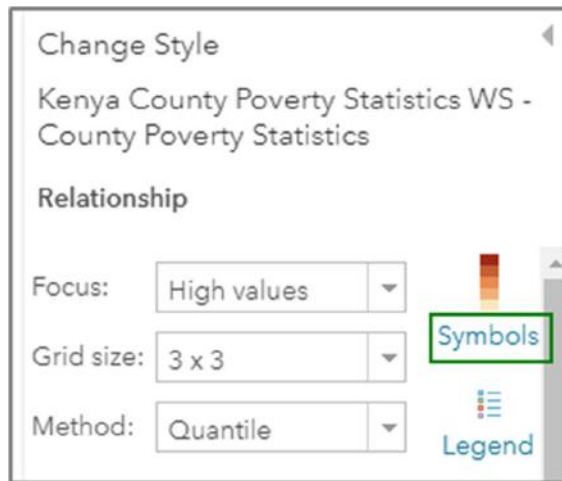 Change Style
Kenya County Poverty Statistics WS -
County Poverty Statistics
Relationship
Focus: High values
Symbols
Grid size: 3 x 3
Method: Quantile
Legend